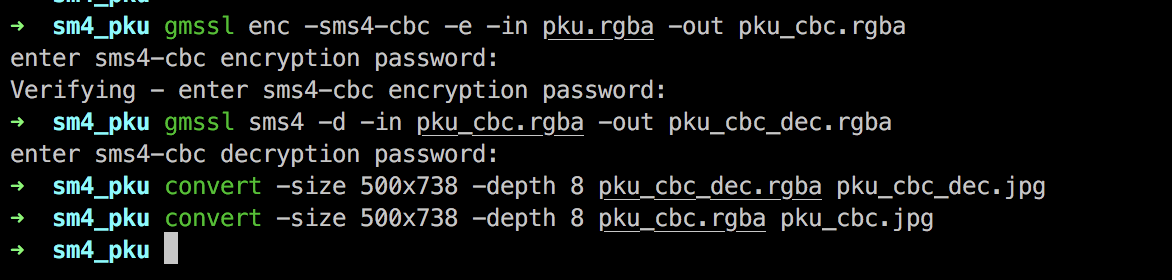 ➜  sm4_pku gmssl enc -sms4-cbc -e -in pku.rgba -out pku_cbc.rgba
enter sms4-cbc encryption password:
Verifying - enter sms4-cbc encryption password:
➜  sm4_pku gmssl sms4 -d -in pku_cbc.rgba -out pku_cbc_dec.rgba
enter sms4-cbc decryption password:
➜  sm4_pku convert -size 500x738 -depth 8 pku_cbc_dec.rgba pku_cbc_dec.jpg
➜  sm4_pku convert -size 500x738 -depth 8 pku_cbc.rgba pku_cbc.jpg
➜  sm4_pku